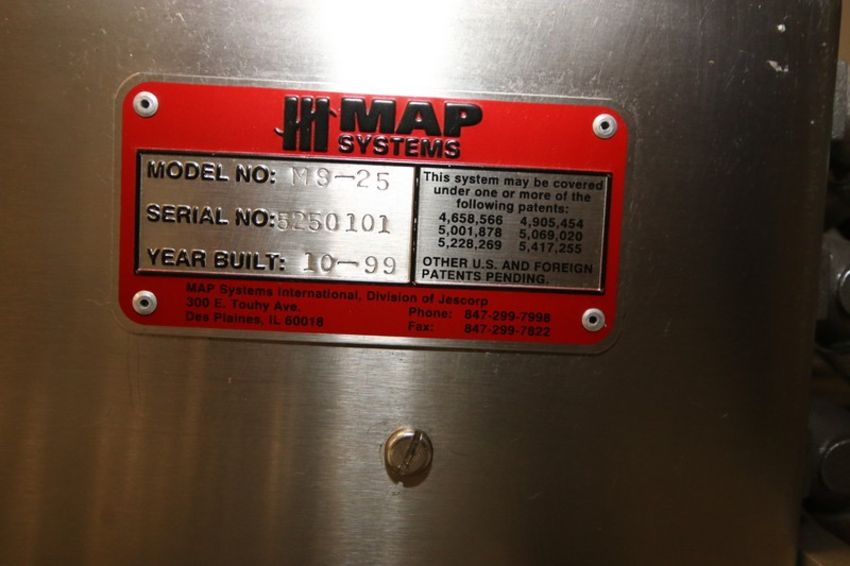 MAP
SYSTEMS
MODEL NO: MS-25
SERIAL NO: 5250101
YEAR BUILT: 10-99
This system may be covered
under one or more of the
following patents:
4,658,566 4,905,454
5,001,878 5,069,020
5,228,269 5,417,255
OTHER U.S. AND FOREIGN
PATENTS PENDING.
MAP Systems International, Division of Jescorp
300 E. Touhy Ave.
Des Plaines, IL 60018
Phone: 847-299-7998
Fax: 847-299-7822